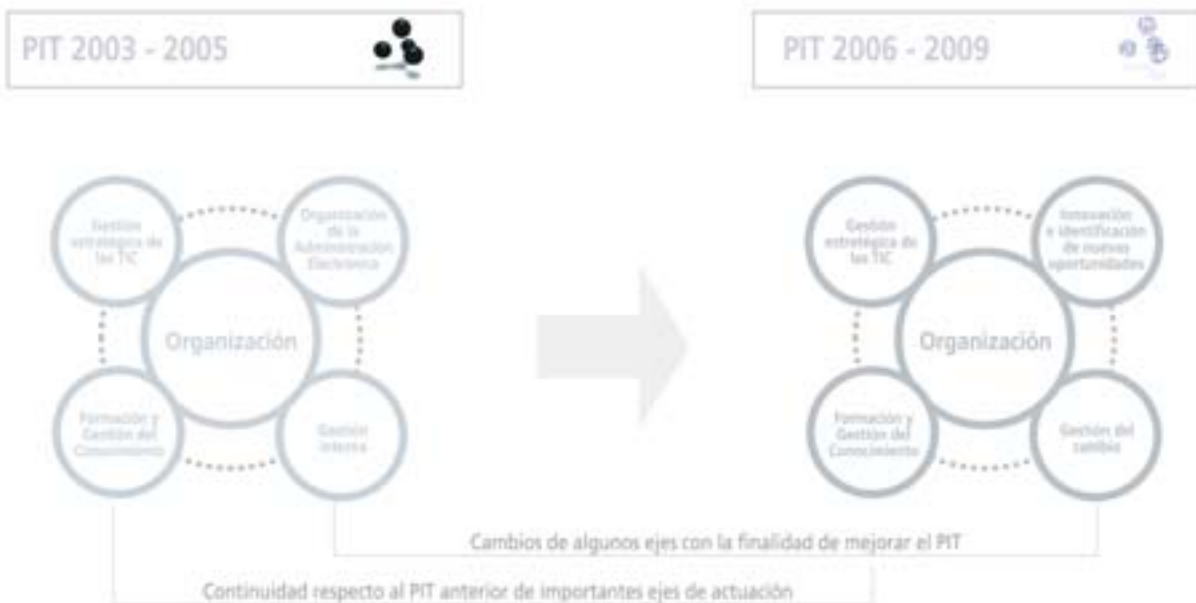 PIT 2003 - 2005
PIT 2006 - 2009
Gestión
estratégica de
las TIC
Organización
de la
Administración
Electrónica
Organización
Formación y
Gestión del
Conocimiento
Gestión
interna
Gestión
estratégica de
las TIC
Innovación
e identificación
de nuevas
oportunidades
Organización
Formación y
Gestión del
Conocimiento
Gestión del
cambio
Cambios de algunos ejes con la finalidad de mejorar el PIT
Continuidad respecto al PIT anterior de importantes ejes de actuación